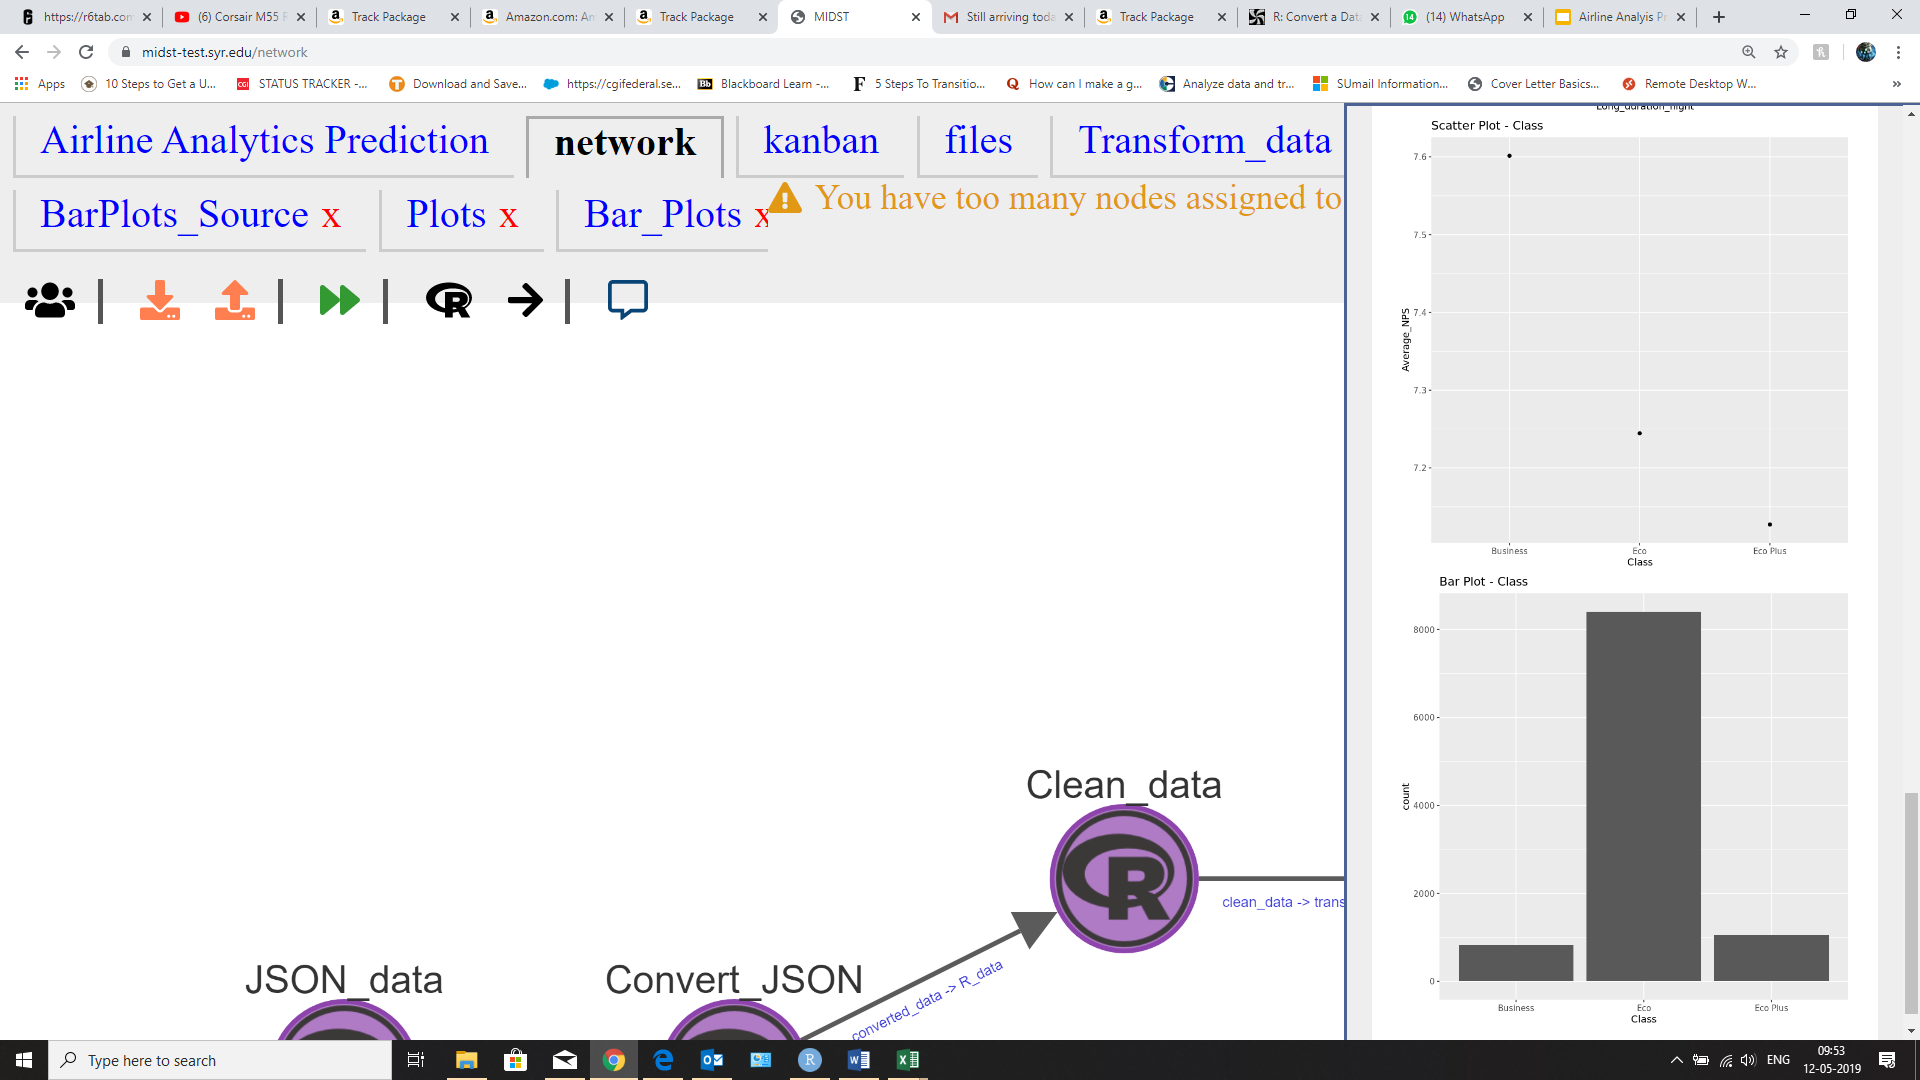 https://r6tab.com
(6) Corsair M55 R
Track Package
Amazon.com: An
Track Package
MIDST
Still arriving toda
Track Package
R: Convert a Data
(14) WhatsApp
Airline Analyis Pr
midst-test.syr.edu/network
Apps
10 Steps to Get a U...
STATUS TRACKER -...
Download and Save...
https://cgifederal.se...
Blackboard Learn -...
5 Steps To Transitio...
How can I make a g...
Analyze data and tr...
SUmail Information...
Cover Letter Basics...
Remote Desktop W...
»
Airline Analytics Prediction
network
kanban
files
Transform_data
BarPlots_Source x
Plots x
Bar_Plots x
You have too many nodes assigned to
Long_duration_flight
Scatter Plot - Class
7.6
7.5
7.4
7.3
7.2
Average_NPS
Business
Eco
Eco Plus
Class
Bar Plot - Class
8000
6000
4000
2000
0
count
Business
Eco
Eco Plus
Class
Clean_data
clean_data -> trans
JSON_data
Convert_JSON
converted_data -> R_data
Type here to search
ENG
09:53
12-05-2019